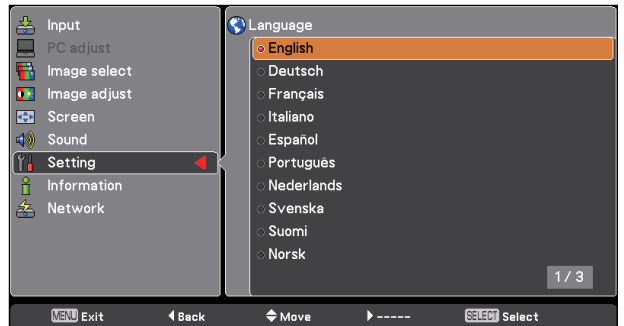 Input
PC adjust
Image select
Image adjust
Screen
Sound
Setting
Information
Network
Language
English
Deutsch
Français
Italiano
Español
Português
Nederlands
Svenska
Suomi
Norsk
1 / 3
MENU Exit ◀Back ◆Move ▶----- SELECT Select